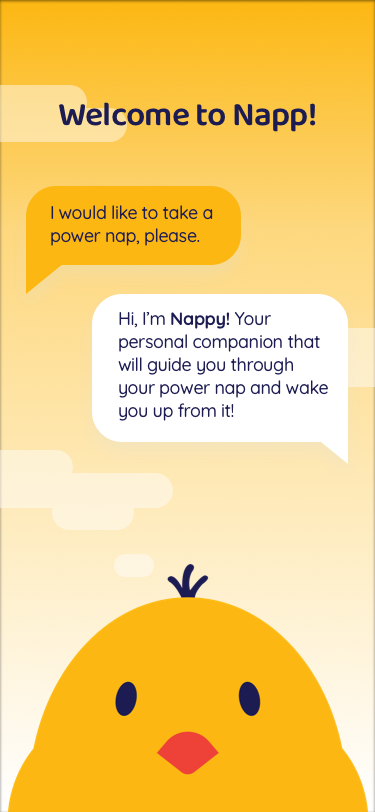 Welcome to Napp!
I would like to take a
power nap, please.
Hi, I’m Nappy! Your
personal companion that
will guide you through
your power nap and wake
you up from it!